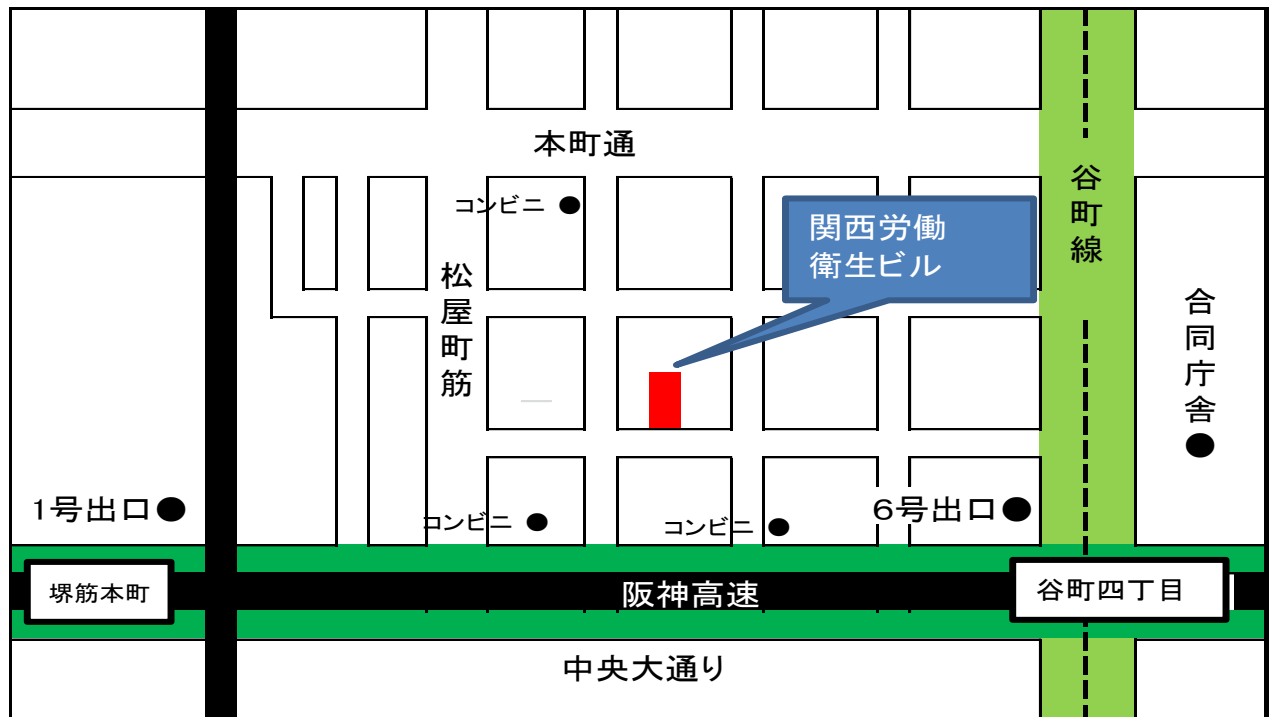 本町通
谷町線
コンビニ
関西労働
衛生ビル
松屋町筋
合同庁舎
1号出口
6号出口
コンビニ
コンビニ
堺筋本町
阪神高速
谷町四丁目
中央大通り